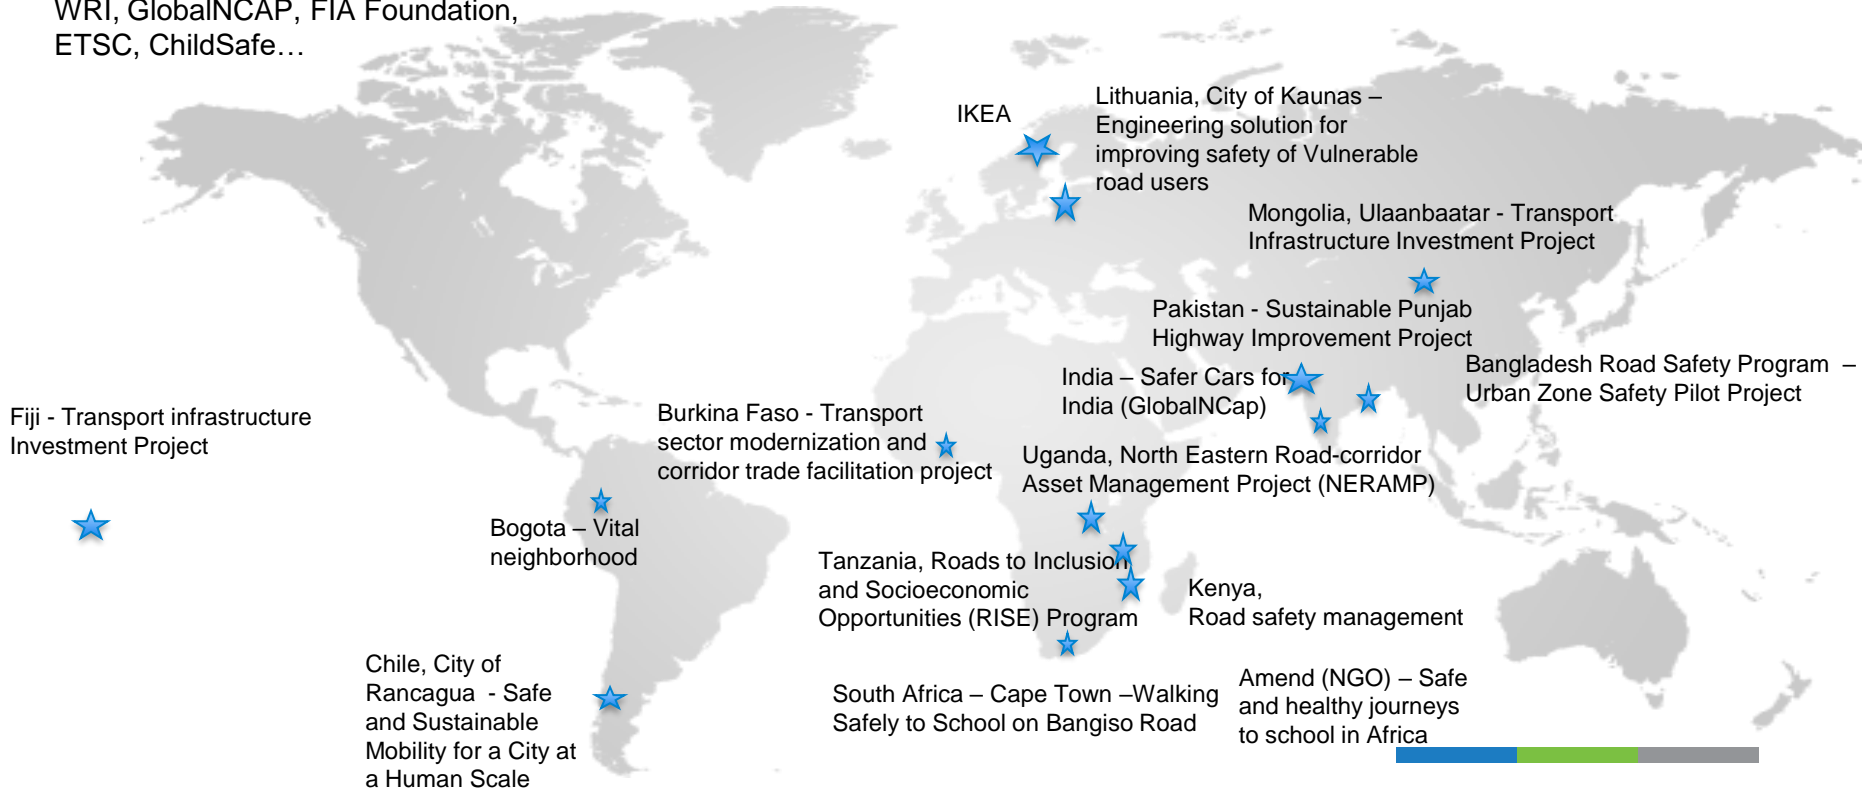 WRI, GlobalNCAP, FIA Foundation,
ETSC, ChildSafe…
IKEA
Lithuania, City of Kaunas –
Engineering solution for
improving safety of Vulnerable
road users
Mongolia, Ulaanbaatar - Transport
Infrastructure Investment Project
Pakistan - Sustainable Punjab
Highway Improvement Project
Bangladesh Road Safety Program –
Urban Zone Safety Pilot Project
India – Safer Cars for
India (GlobalNCap)
Fiji - Transport infrastructure
Investment Project
Burkina Faso - Transport
sector modernization and
corridor trade facilitation project
Uganda, North Eastern Road-corridor
Asset Management Project (NERAMP)
Bogota – Vital
neighborhood
Tanzania, Roads to Inclusion
and Socioeconomic
Opportunities (RISE) Program
Kenya,
Road safety management
Chile, City of
Rancagua - Safe
and Sustainable
Mobility for a City at
a Human Scale
South Africa – Cape Town –Walking
Safely to School on Bangiso Road
Amend (NGO) – Safe
and healthy journeys
to school in Africa